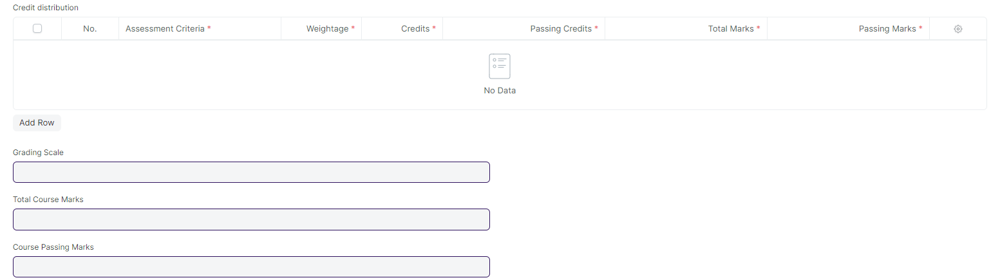 Credit distribution
No. Assessment Criteria * Weightage * Credits * Passing Credits * Total Marks * Passing Marks *
No Data
Add Row
Grading Scale
Total Course Marks
Course Passing Marks